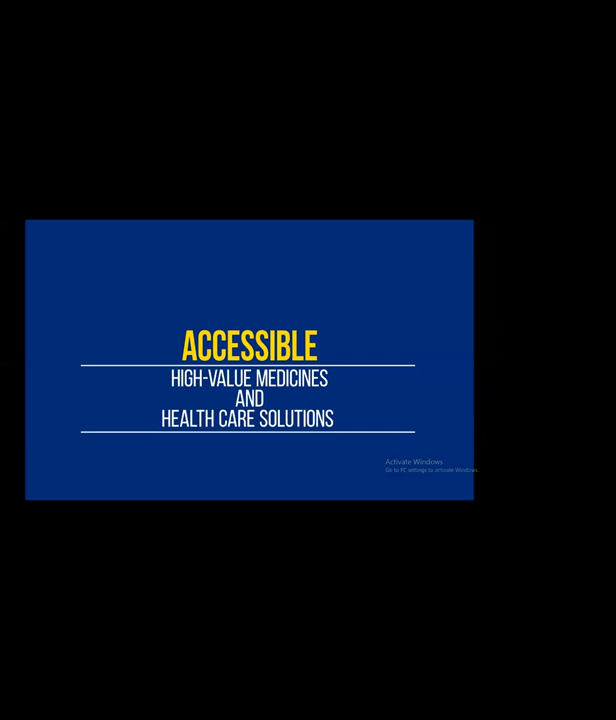 ACCESSIBLE
HIGH-VALUE MEDICINES
AND
HEALTH CARE SOLUTIONS
Activate Windows
Go to PC settings to activate Windows.